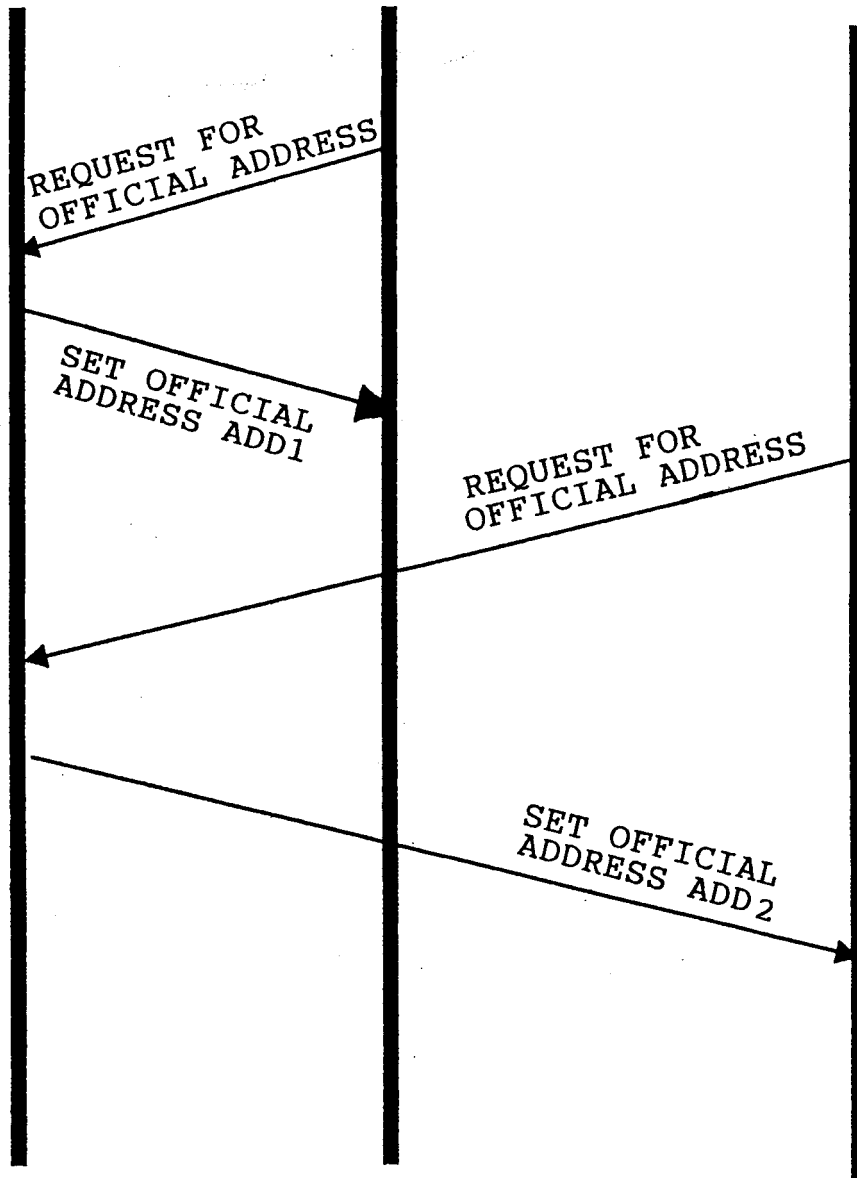 REQUEST FOR
OFFICIAL ADDRESS
SET OFFICIAL
ADDRESS ADD1
REQUEST FOR
OFFICIAL ADDRESS
SET OFFICIAL
ADDRESS ADD2